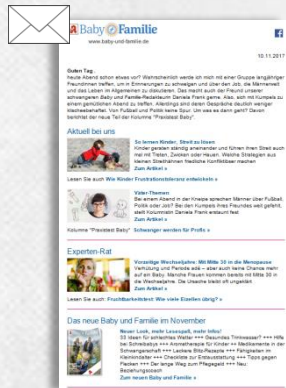 Baby & Familie
www.baby-und-familie.de
10.11.2017
Guten Tag ,
heute Abend schon etwas vor? Wahrscheinlich werde ich mich mit einer Gruppe langjähriger
Freundinnen treffen, um in Erinnerungen zu schwelgen und über den Job, die Männerwelt
und das Leben im Allgemeinen zu diskutieren. Das macht auch der Freund unserer
schwangeren Baby und Familie-Redakteurin Daniela Frank gerne. Also, sich mit Kumpels zu
einem gemütlichen Abend zu treffen. Allerdings sind deren Gespräche deutlich weniger
klischeebehaftet. Von Fußball und Politik keine Spur. Um was es dann geht? Davon
berichtet der neue Teil der Kolumne "Praxistest Baby".
Aktuell bei uns
So lernen Kinder, Streit zu lösen
Kinder geraten ständig aneinander und führen ihren Streit auch
mal mit Treten, Zwicken oder Hauen. Welche Strategien aus
kleinen Streithähnen friedliche Konfliktlöser machen
Zum Artikel »
Lesen Sie auch Wie Kinder Frustrationstoleranz entwickeln »
Väter-Themen
Bei einem Abend in der Kneipe sprechen Männer über Fußball,
Politik oder Job? Bei den Kumpels ihres Freundes weit gefehlt,
stellt Kolumnistin Daniela Frank erstaunt fest
Zum Artikel »
Kolumne "Praxistest Baby" Schwanger werden für Profis »
Experten-Rat
Vorzeitige Wechseljahre: Mit Mitte 30 in die Menopause
Verhütung und Periode adé – aber auch keine Chance mehr
auf ein Baby. Manche Frauen kommen bereits mit Mitte 30 in
die Wechseljahre. Die Ursache bleibt oft ungeklärt
Zum Artikel »
Lesen Sie auch: Fruchtbarkeitstest: Wie viele Eizellen übrig? »
Das neue Baby und Familie im November
Neuer Look, mehr Lesespaß, mehr Infos!
33 Ideen für schlechtes Wetter +++ Gesundes Trinkwasser? +++ Hilfe
bei Schreibabys +++ Aromatherapie für Kinder ++ Medikamente in der
Schwangerschaft +++ Leckere Blitz-Rezepte +++ Fähigkeiten im
Kleinkindalter +++ Checkliste zur Erstausstattung +++ Tipps gegen
Flecken +++ Der lange Weg zum Pflegegeld +++ Neu:
Beziehungscoach
Zum neuen Baby und Familie »